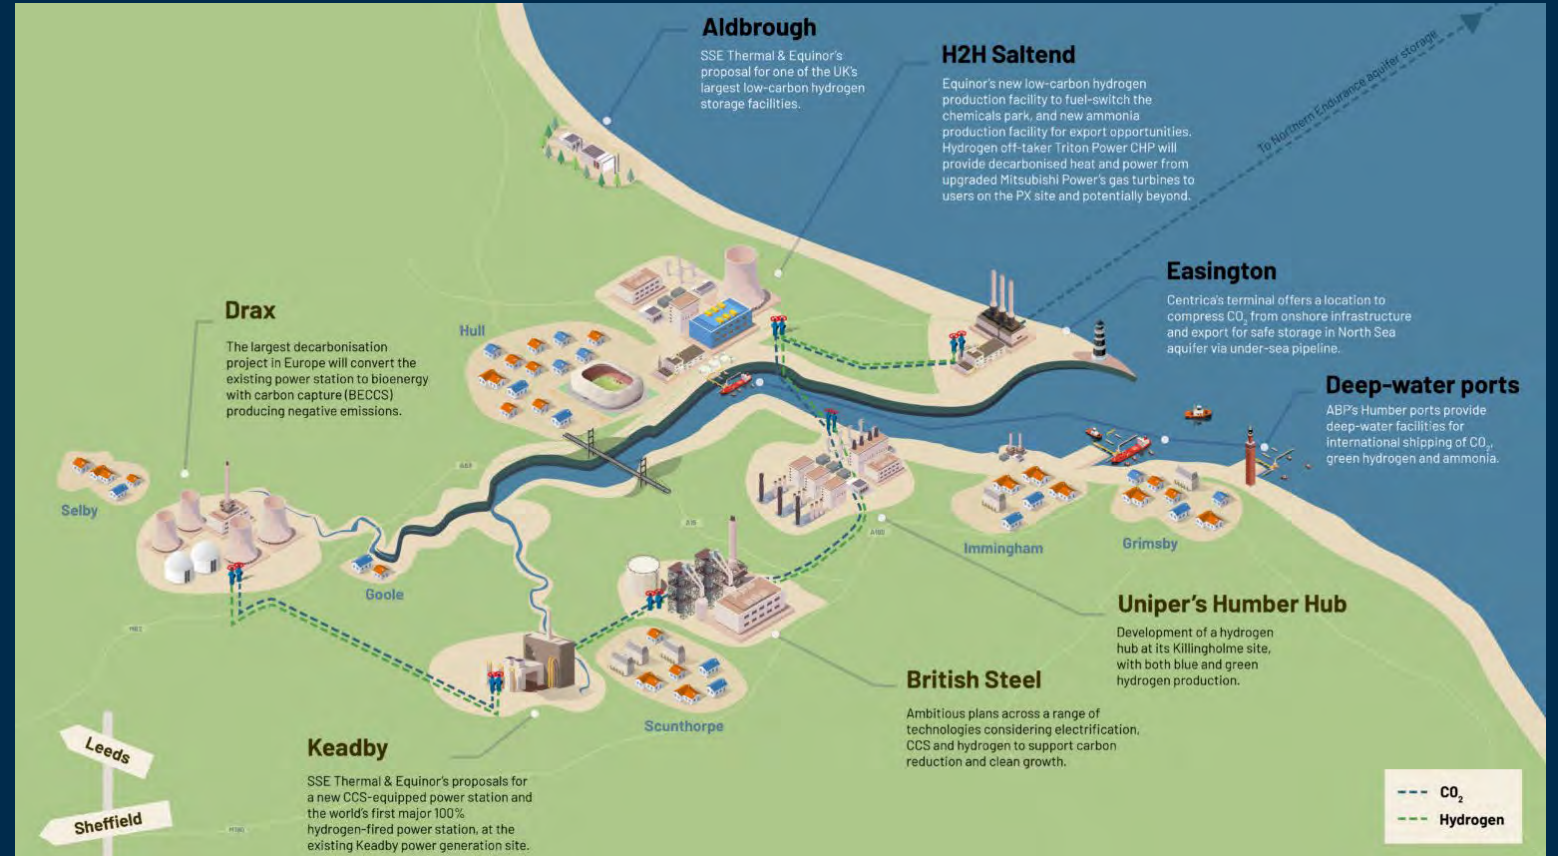 Aldbrough
SSE Thermal & Equinor's
proposal for one of the UK's
largest low-carbon hydrogen
storage facilities.
H2H Saltend
Equinor's new low-carbon hydrogen
production facility to fuel-switch the
chemicals park, and new ammonia
production facility for export opportunities.
Hydrogen off-taker Triton Power CHP will
provide decarbonised heat and power from
upgraded Mitsubishi Power's gas turbines to
users on the PX site and potentially beyond.
To Northern Endurance aquifer storage
Easington
Centrica's terminal offers a location to
compress CO₂ from onshore infrastructure
and export for safe storage in North Sea
aquifer via under-sea pipeline.
Deep-water ports
ABP's Humber ports provide
deep-water facilities for
international shipping of CO₂,
green hydrogen and ammonia.
Drax
The largest decarbonisation
project in Europe will convert the
existing power station to bioenergy
with carbon capture (BECCS)
producing negative emissions.
Hull
Selby
Goole
Immingham
Grimsby
A180
Uniper's Humber Hub
Development of a hydrogen
hub at its Killingholme site,
with both blue and green
hydrogen production.
British Steel
Ambitious plans across a range of
technologies considering electrification,
CCS and hydrogen to support carbon
reduction and clean growth.
Scunthorpe
Keadby
SSE Thermal & Equinor's proposals for
a new CCS-equipped power station and
the world's first major 100%
hydrogen-fired power station, at the
existing Keadby power generation site.
Leeds
Sheffield
CO₂
Hydrogen